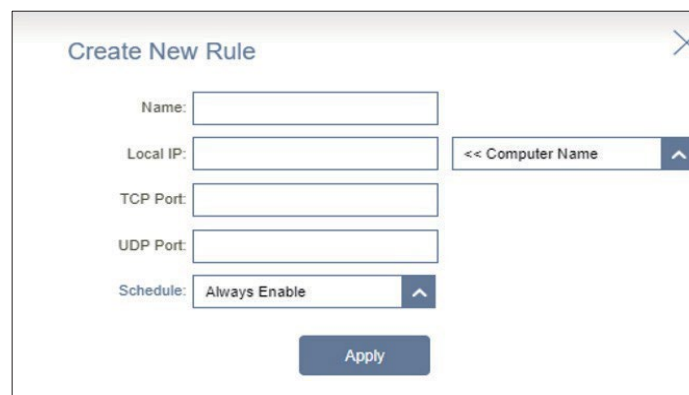 Create New Rule
Name:
Local IP:
<< Computer Name
TCP Port:
UDP Port:
Schedule:
Always Enable
Apply